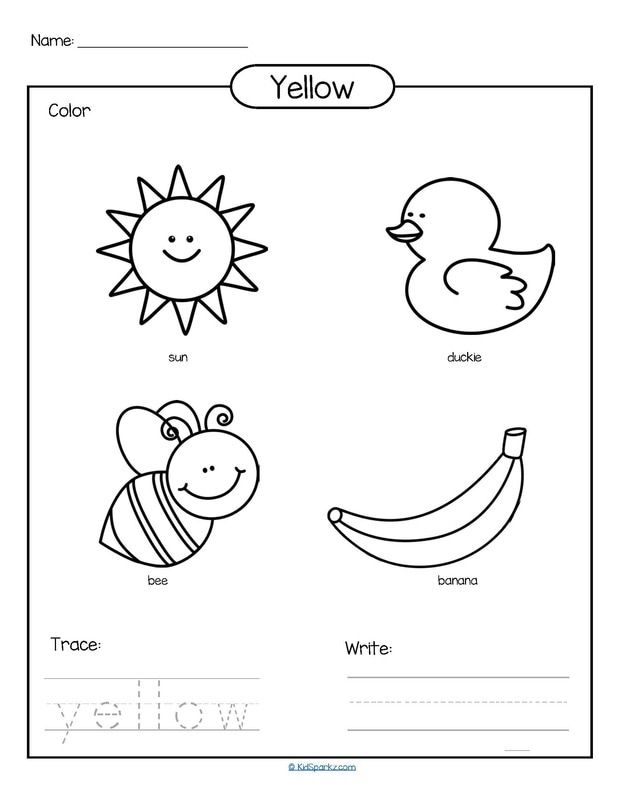 Name:
Yellow
Color
sun
duckie
bee
banana
Trace:
Write:
yellow
© KidSparkz.com